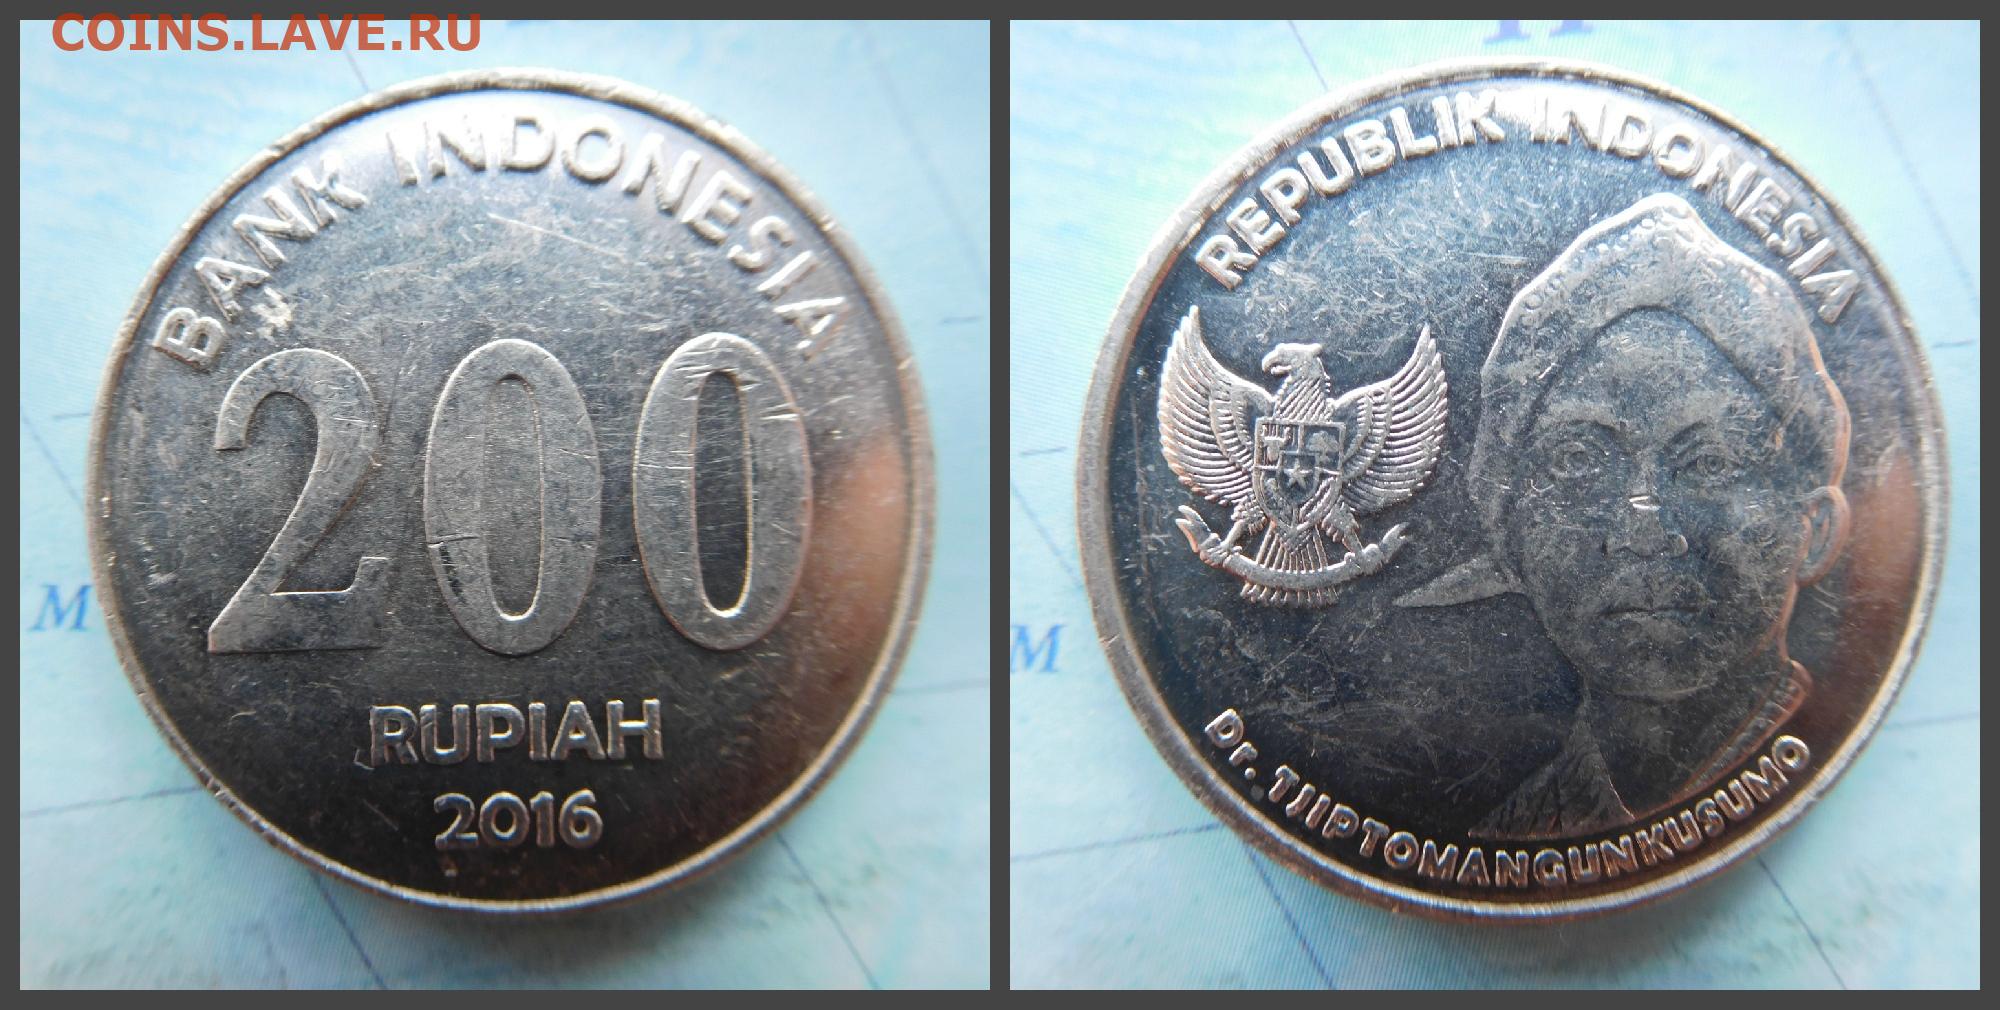 COINS.LAVE.RU
BANK INDONESIA
200
RUPIAH
2016
M
REPUBLIK INDONESIA
Dr. TJIPTOMANGUNKUSUMO
M